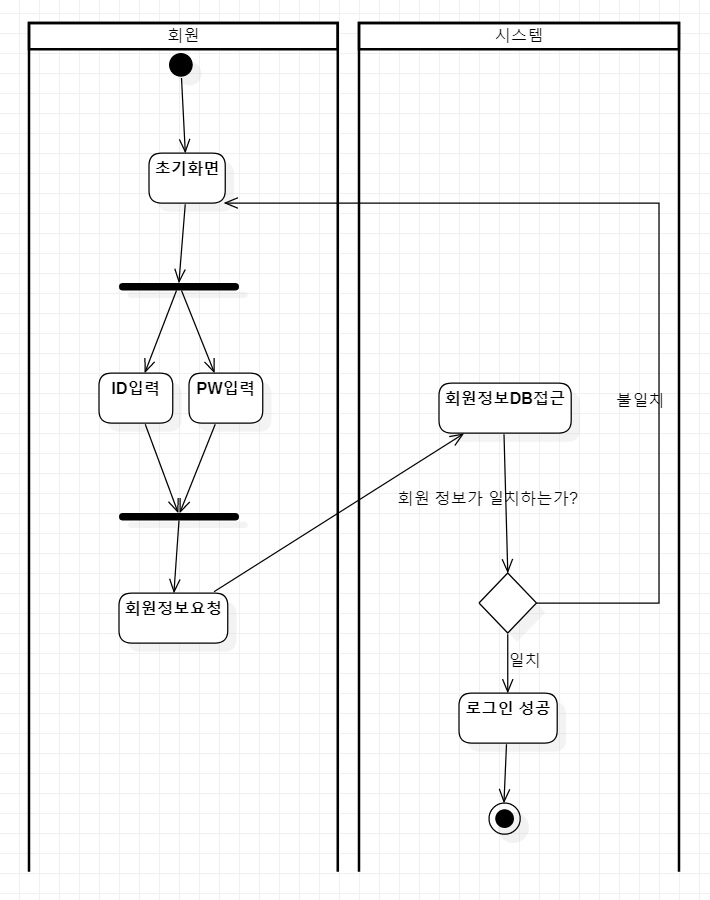 회원
시스템
초기화면
ID입력
PW입력
회원정보DB접근
불일치
회원 정보가 일치하는가?
회원정보요청
일치
로그인 성공